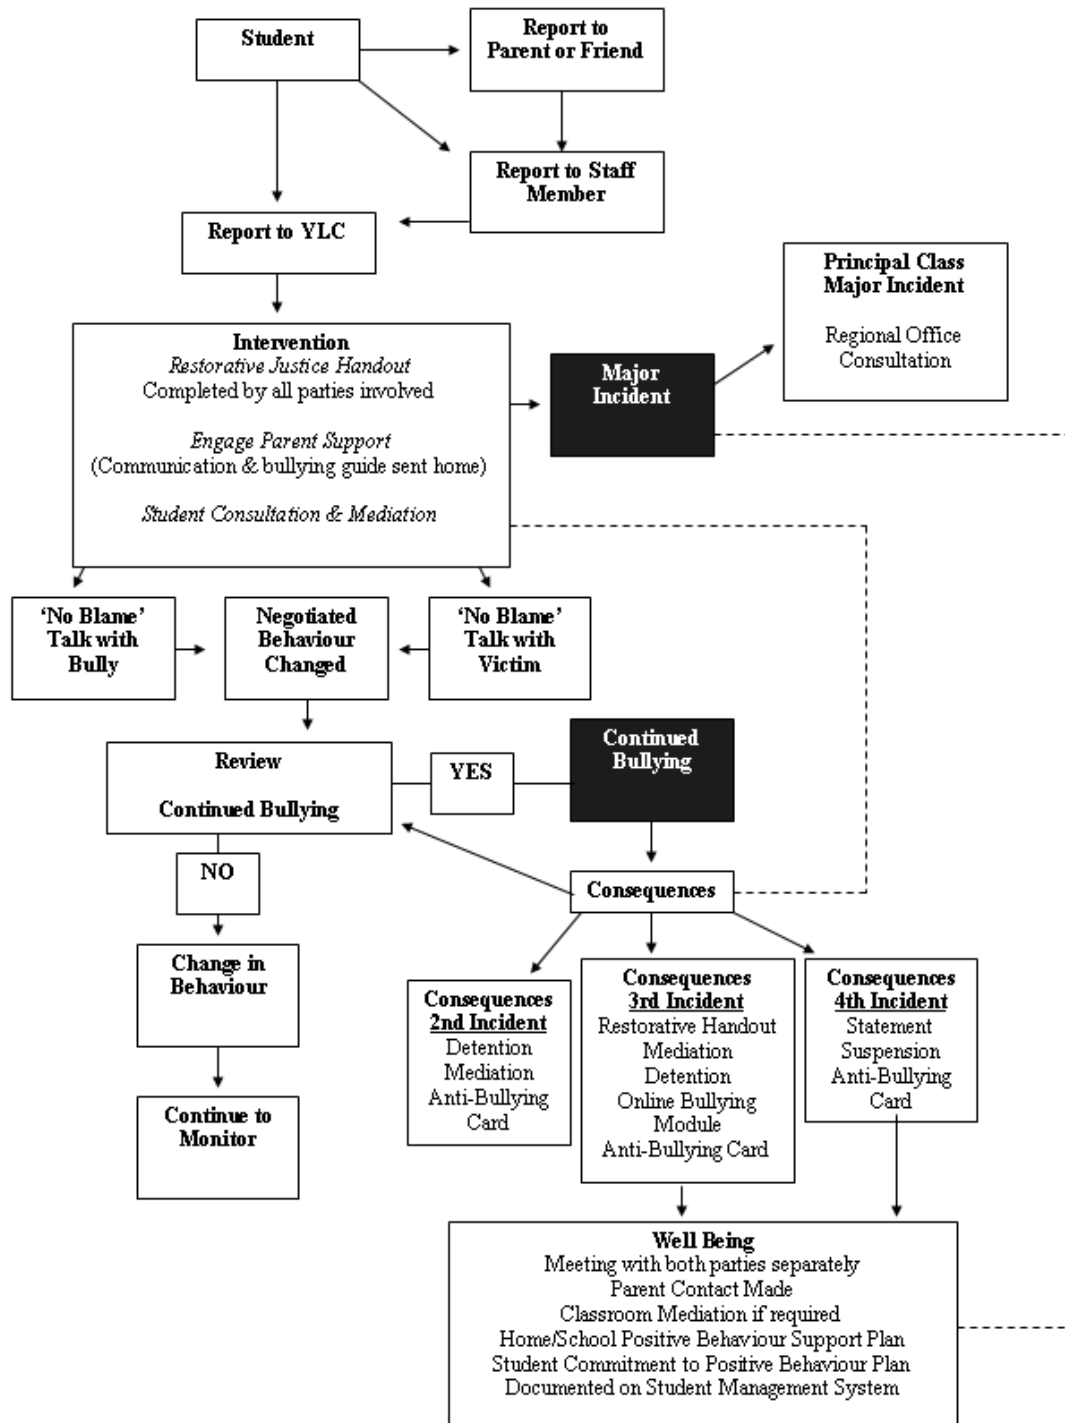 Student
Report to
Parent or Friend
Report to Staff
Member
Report to YLC
Principal Class
Major Incident
Regional Office
Consultation
Intervention
Restorative Justice Handout
Completed by all parties involved
Engage Parent Support
(Communication & bullying guide sent home)
Student Consultation & Mediation
Major
Incident
‘No Blame’
Talk with
Bully
Negotiated
Behaviour
Changed
‘No Blame’
Talk with
Victim
Review
Continued Bullying
YES
Continued
Bullying
NO
Consequences
Change in
Behaviour
Continue to
Monitor
Consequences
2nd Incident
Detention
Mediation
Anti-Bullying
Card
Consequences
3rd Incident
Restorative Handout
Mediation
Detention
Online Bullying
Module
Anti-Bullying Card
Consequences
4th Incident
Statement
Suspension
Anti-Bullying
Card
Well Being
Meeting with both parties separately
Parent Contact Made
Classroom Mediation if required
Home/School Positive Behaviour Support Plan
Student Commitment to Positive Behaviour Plan
Documented on Student Management System